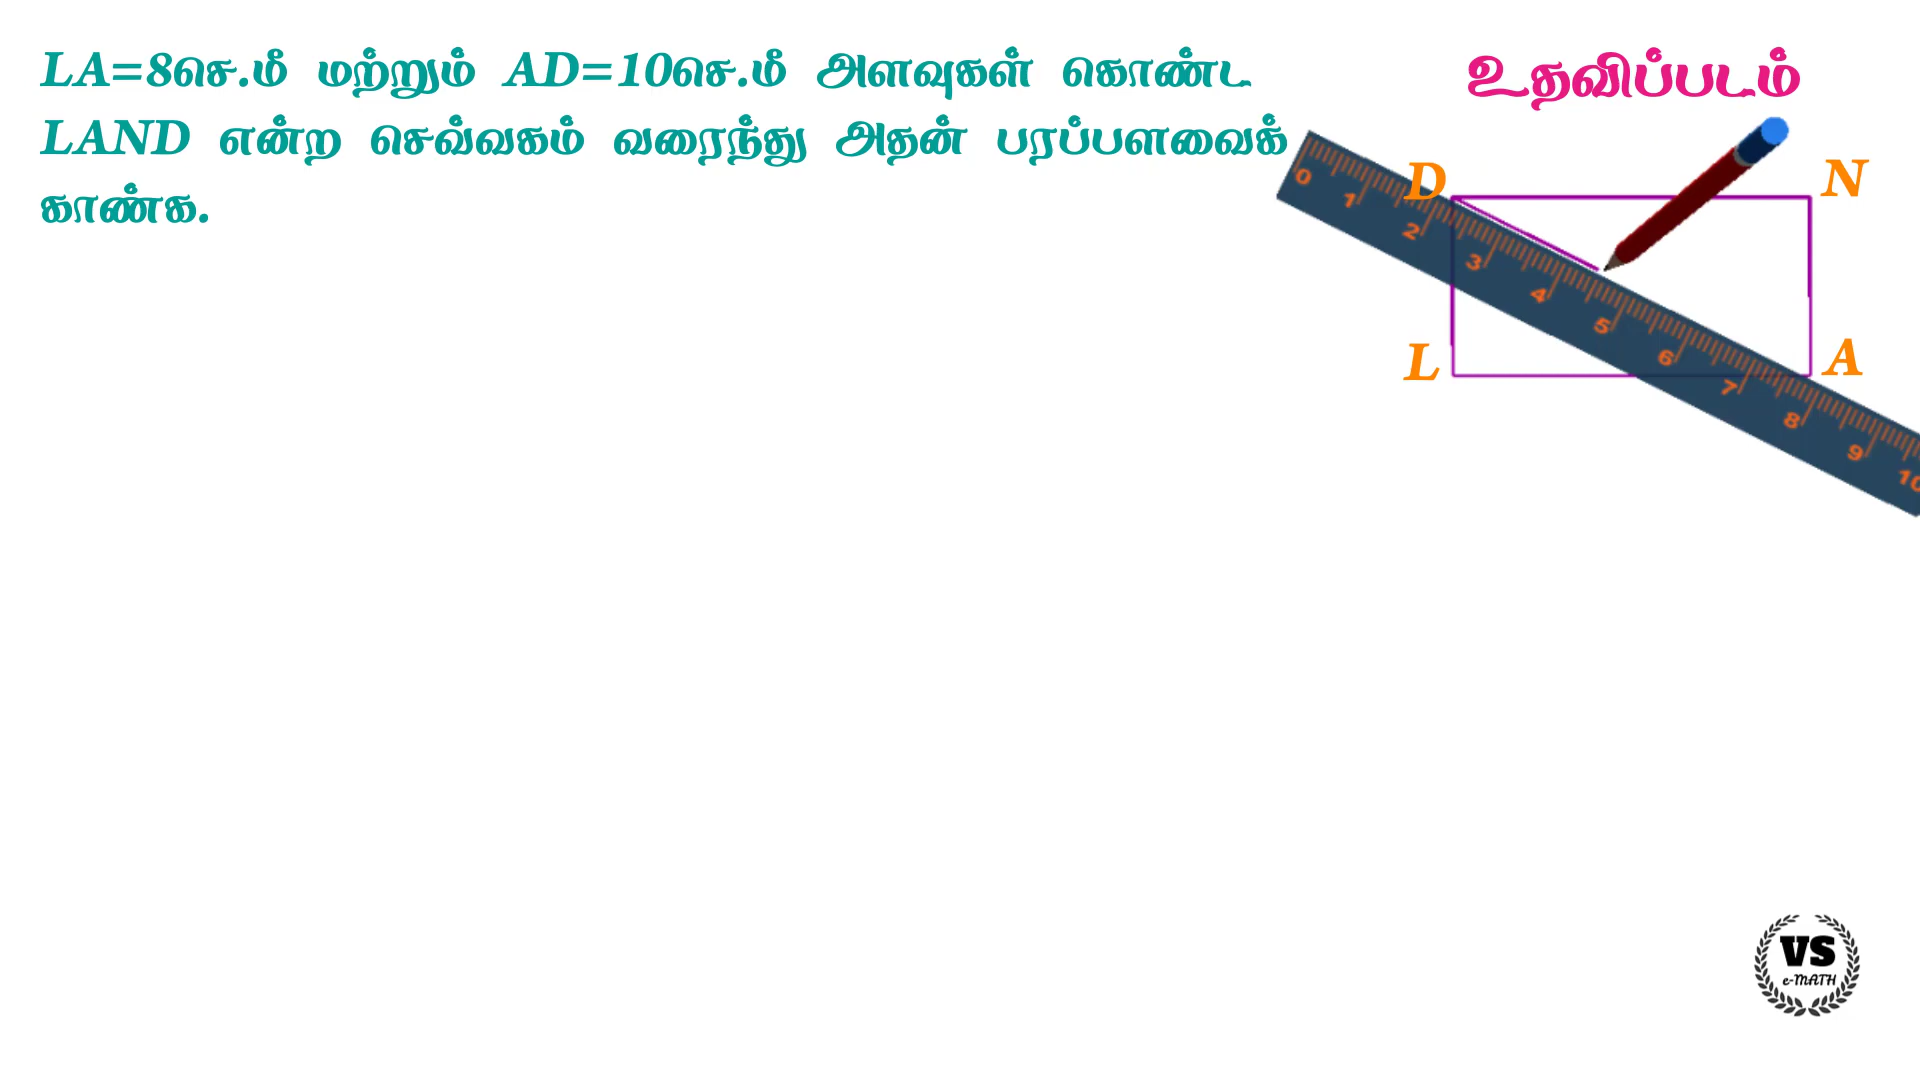 LA=8செ.மீ மற்றும் AD=10செ.மீ அளவுகள் கொண்ட
LAND என்ற செவ்வகம் வரைந்து அதன் பரப்பளவைக்
காண்க.
உதவிப்படம்
D
N
L
A
0 1 2 3 4 5 6 7 8 9 10
VS
e-MATH